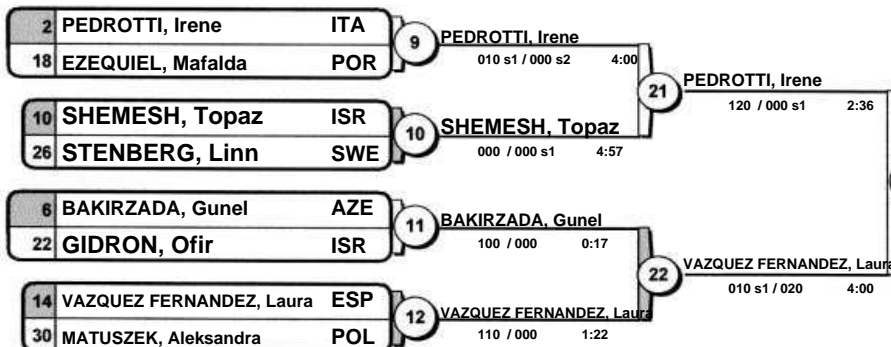 2 PEDROTTI, Irene ITA
18 EZEQUIEL, Mafalda POR
9
PEDROTTI, Irene
010 s1 / 000 s2 4:00
10 SHEMESH, Topaz ISR
26 STENBERG, Linn SWE
10
SHEMESH, Topaz
000 / 000 s1 4:57
21
PEDROTTI, Irene
120 / 000 s1 2:36
6 BAKIRZADA, Gunel AZE
22 GIDRON, Ofir ISR
11
BAKIRZADA, Gunel
100 / 000 0:17
14 VAZQUEZ FERNANDEZ, Laura ESP
30 MATUSZEK, Aleksandra POL
12
VAZQUEZ FERNANDEZ, Laura
110 / 000 1:22
22
VAZQUEZ FERNANDEZ, Laura
010 s1 / 020 4:00